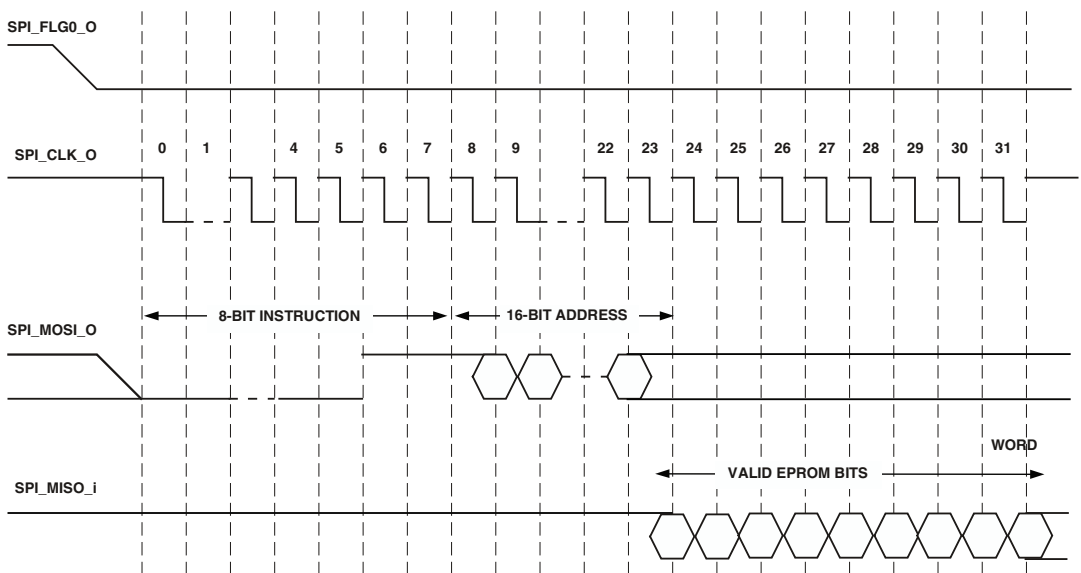 SPI_FLG0_O
SPI_CLK_O
0 1 4 5 6 7 8 9 22 23 24 25 26 27 28 29 30 31
8-BIT INSTRUCTION 16-BIT ADDRESS
SPI_MOSI_O
WORD
VALID EPROM BITS
SPI_MISO_i